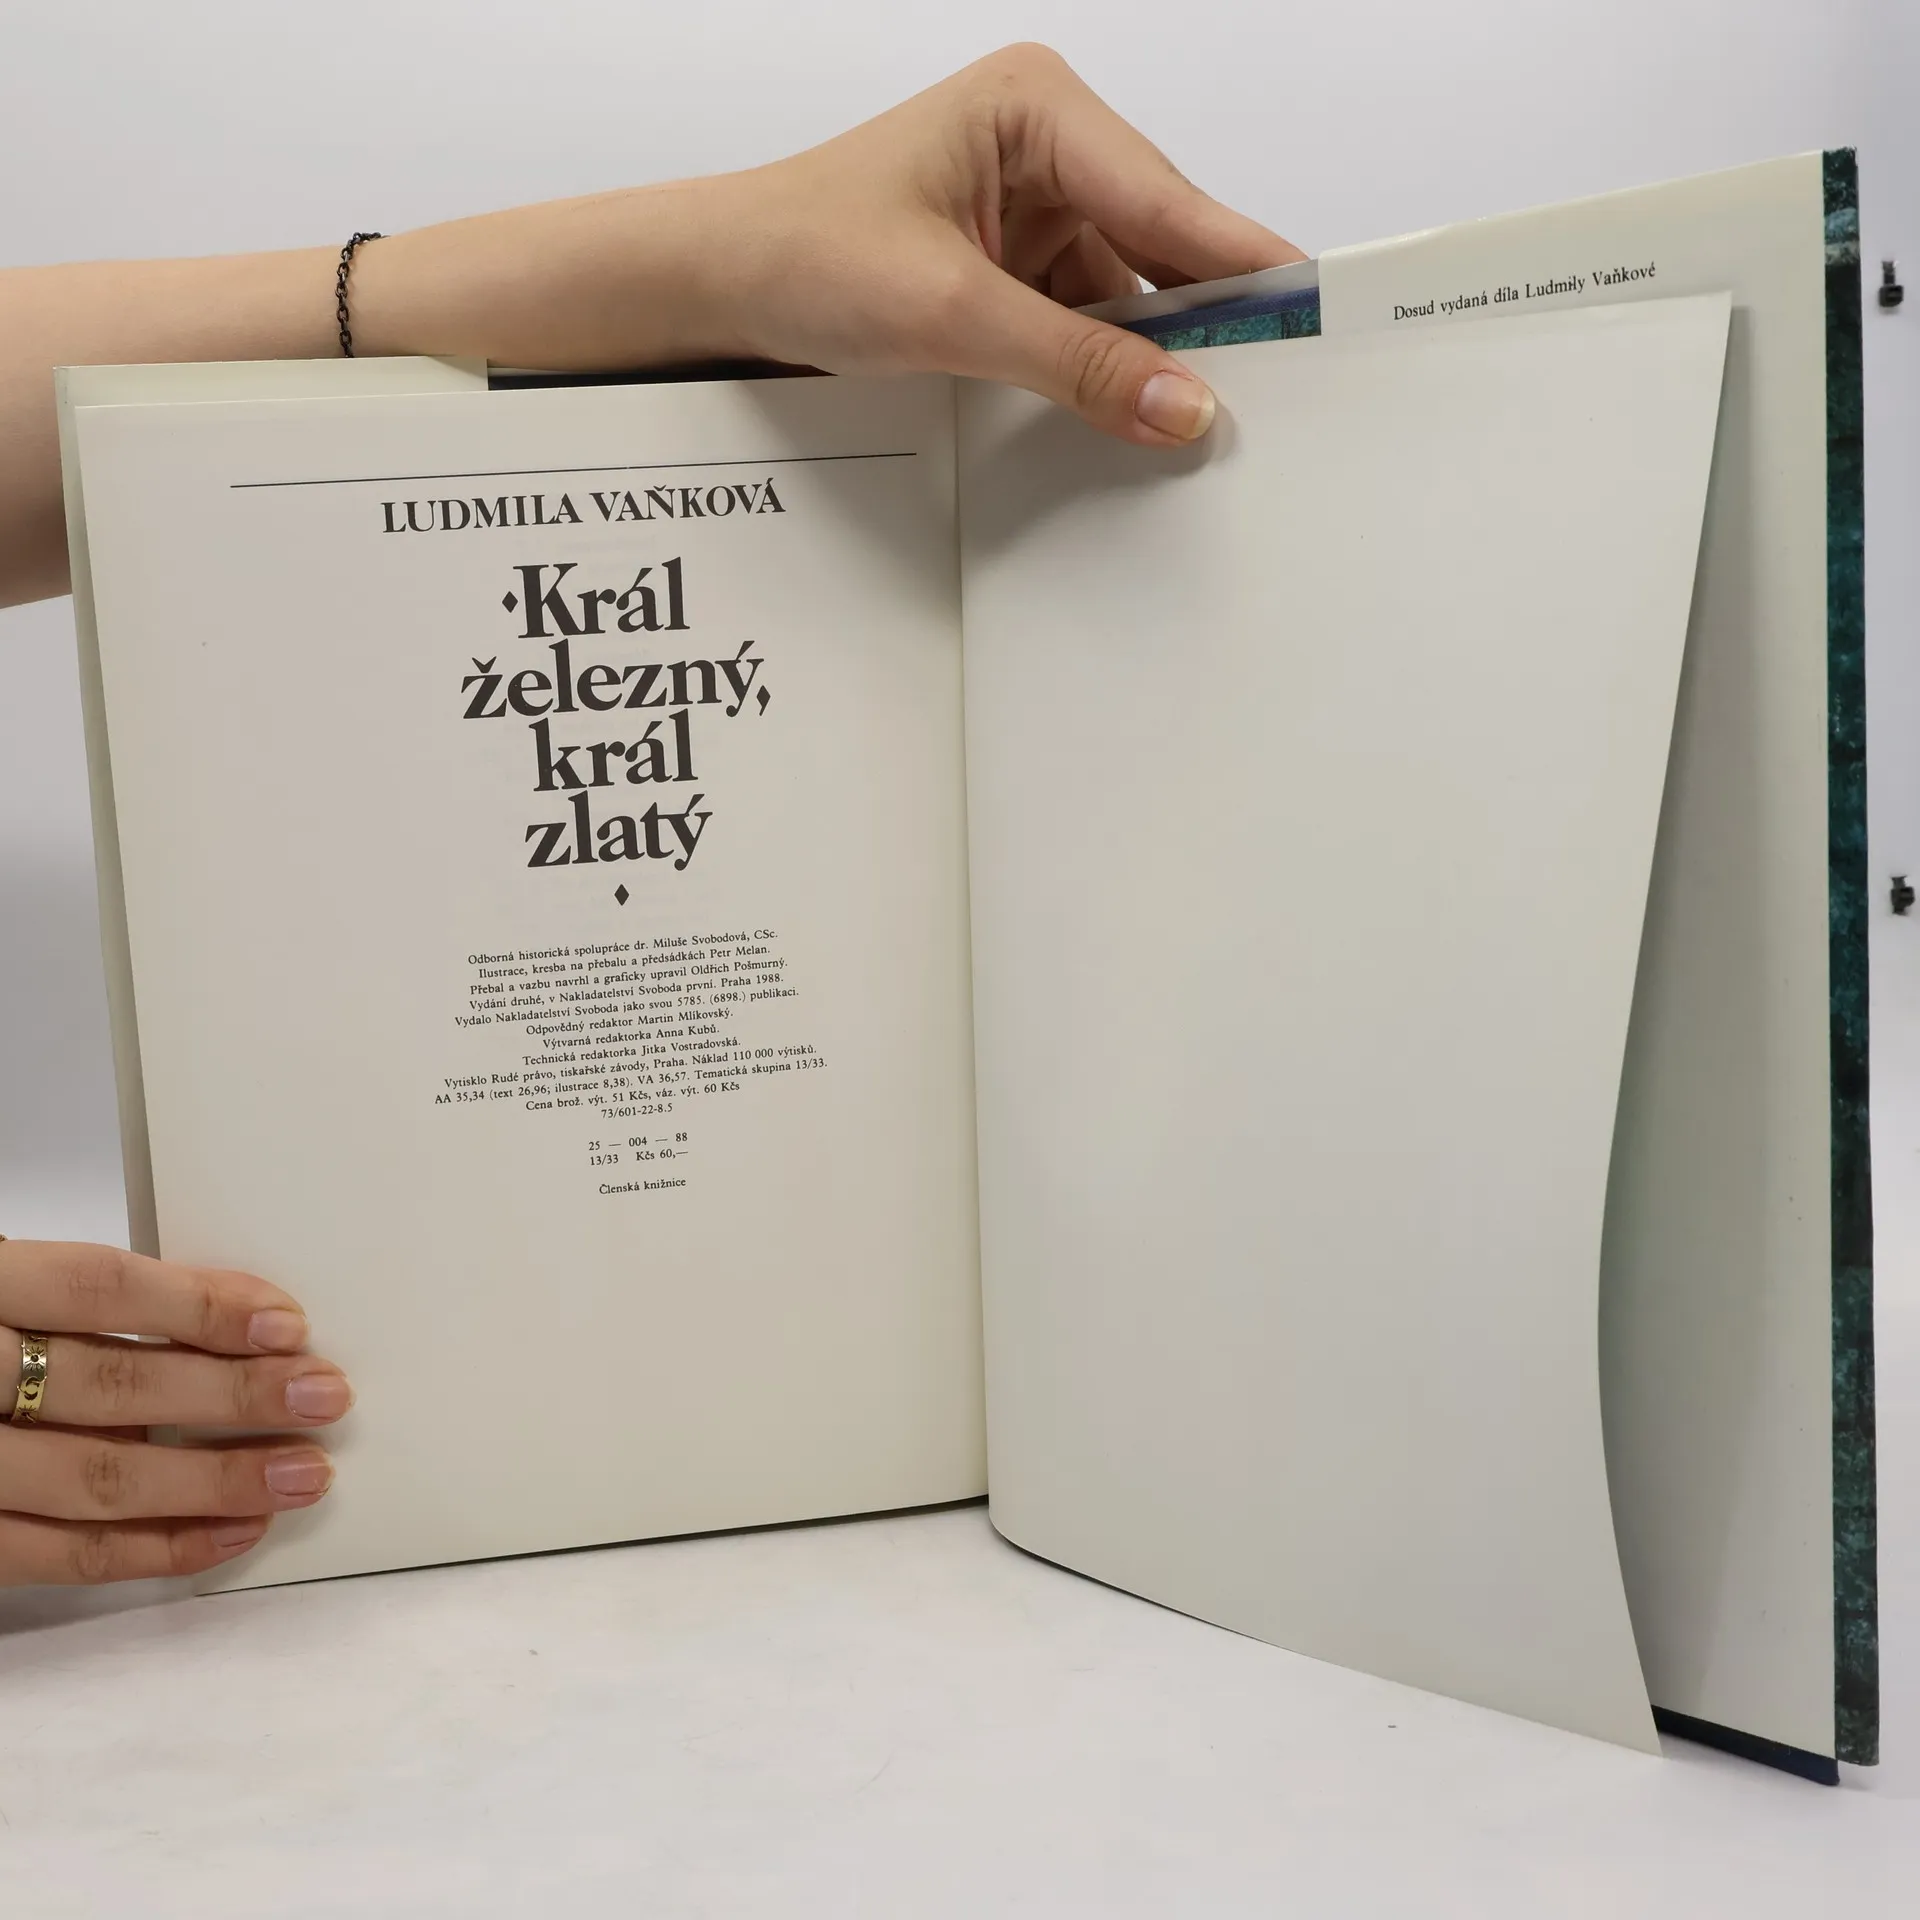 LUDMILA VAŇKOVÁ
Král
železný,
král
zlatý
Odborná historická spolupráce dr. Miluše Svobodová, CSc.
Ilustrace, kresba na přebalu a předsádkách Petr Melan.
Přebal a vazbu navrhl a graficky upravil Oldřich Pošmurný.
Vydání druhé, v Nakladatelství Svoboda první. Praha 1988.
Vydalo Nakladatelství Svoboda jako svou 5785. (6898.) publikaci.
Odpovědný redaktor Martin Mlíkovský.
Výtvarná redaktorka Anna Kubů.
Technická redaktorka Jitka Vostradovská.
Vytisklo Rudé právo, tiskařské závody, Praha. Náklad 110 000 výtisků.
AA 35,34 (text 26,96; ilustrace 8,38). VA 36,57. Tematická skupina 13/33.
Cena brož. výt. 51 Kčs, váz. výt. 60 Kčs
73/601-22-8.5
25 — 004 — 88
13/33 Kčs 60,—
Členská knižnice
Dosud vydaná díla Ludmily Vaňkové